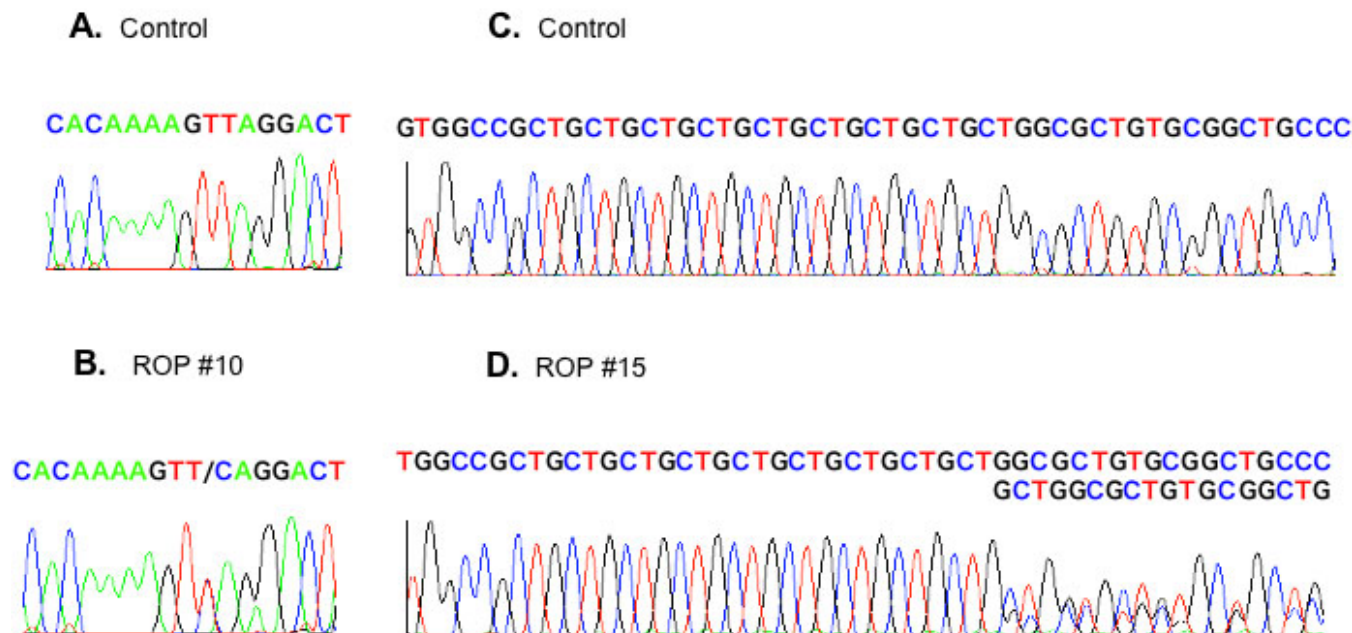 A. Control
CACAAAAGTTAGGACT
C. Control
GTGGCCGCTGCTGCTGCTGCTGCTGCTGCTGCTGGCGCTGTGCGGCTGCCC
B. ROP #10
CACAAAAGTT/CAGGACT
D. ROP #15
TGGCCGCTGCTGCTGCTGCTGCTGCTGCTGCTGGCGCTGTGCGGCTGCCC
GCTGGCGCTGTGCGGCTG